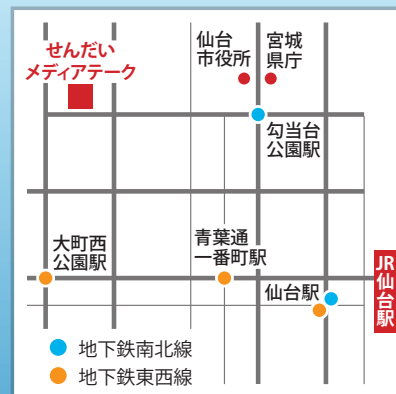 せんだい
メディアテーク
仙台
市役所
宮城
県庁
勾当台
公園駅
大町西
公園駅
青葉通
一番町駅
仙台駅
JR仙台駅
地下鉄南北線
地下鉄東西線